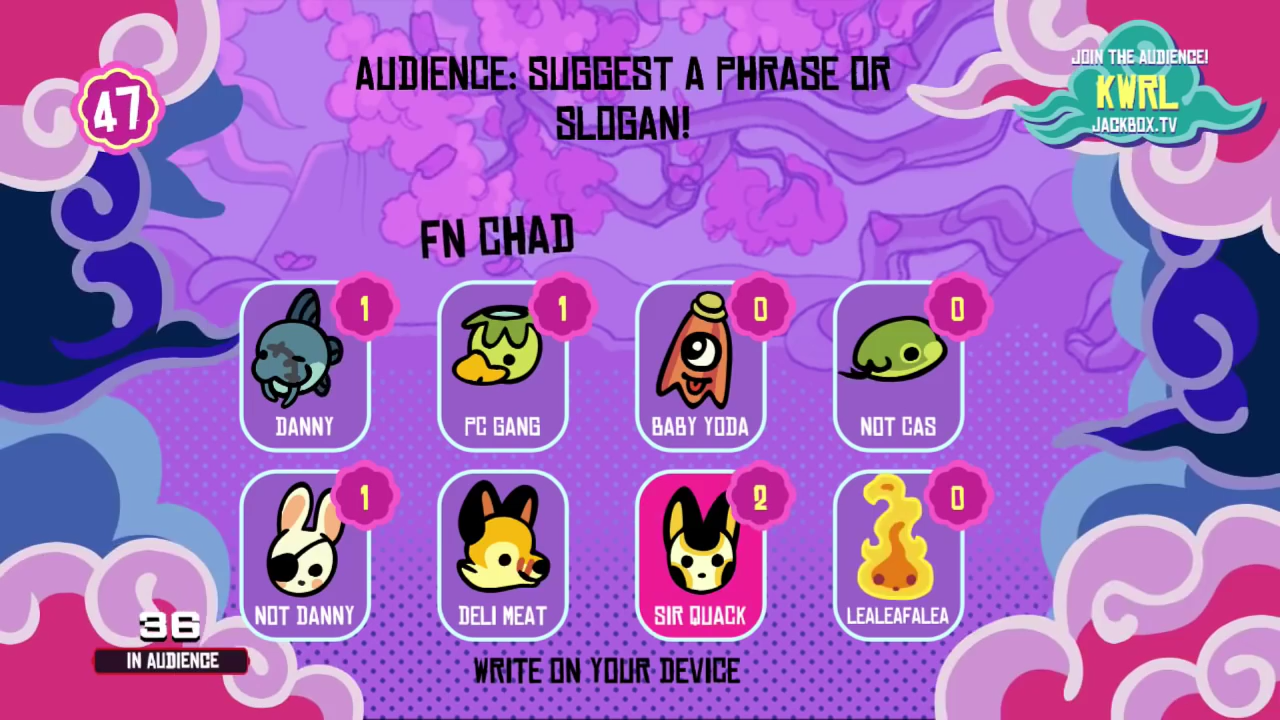 AUDIENCE: SUGGEST A PHRASE OR
SLOGAN!
47
JOIN THE AUDIENCE!
KWRL
JACKBOX.TV
FN CHAD
1
1
0
0
DANNY
PC GANG
BABY YODA
NOT CAS
1
2
0
NOT DANNY
DELI MEAT
SIR QUACK
LEALEAFALEA
36
IN AUDIENCE
WRITE ON YOUR DEVICE